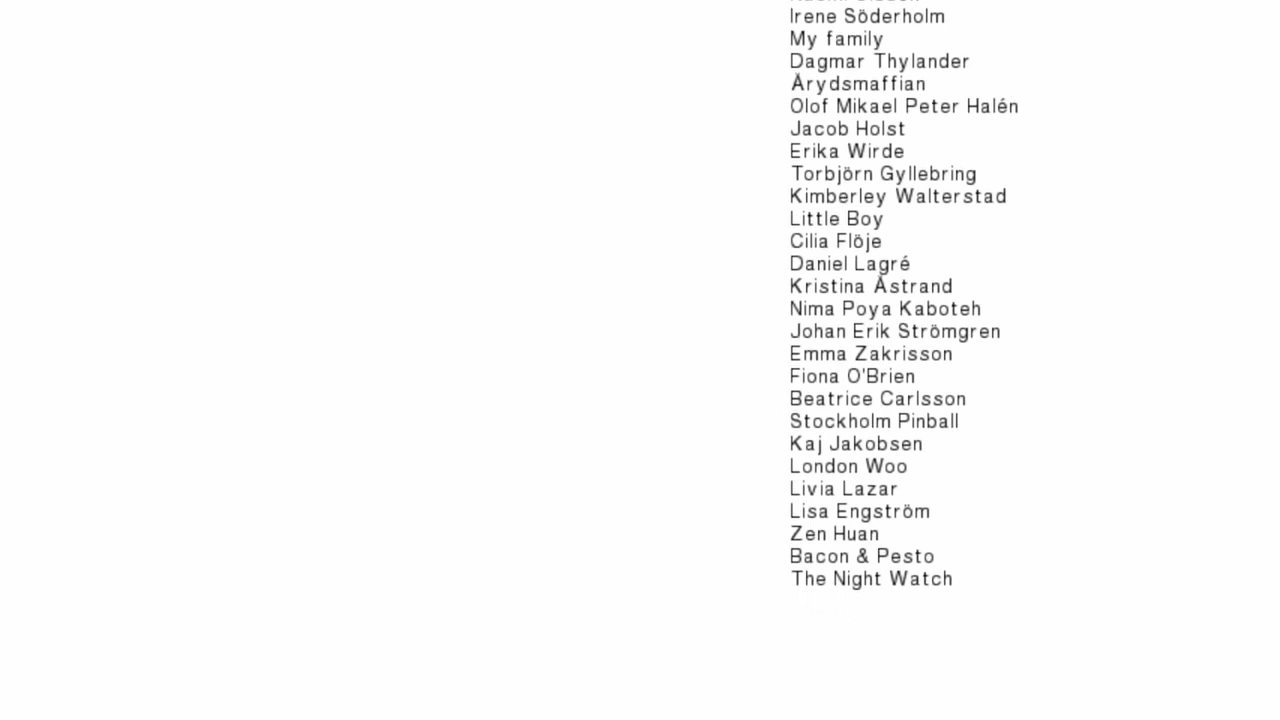 Irene Söderholm
My family
Dagmar Thylander
Årydsmaffian
Olof Mikael Peter Halén
Jacob Holst
Erika Wirde
Torbjörn Gyllebring
Kimberley Walterstad
Little Boy
Cilia Flöje
Daniel Lagré
Kristina Åstrand
Nima Poya Kaboteh
Johan Erik Strömgren
Emma Zakrisson
Fiona O'Brien
Beatrice Carlsson
Stockholm Pinball
Kaj Jakobsen
London Woo
Livia Lazar
Lisa Engström
Zen Huan
Bacon & Pesto
The Night Watch